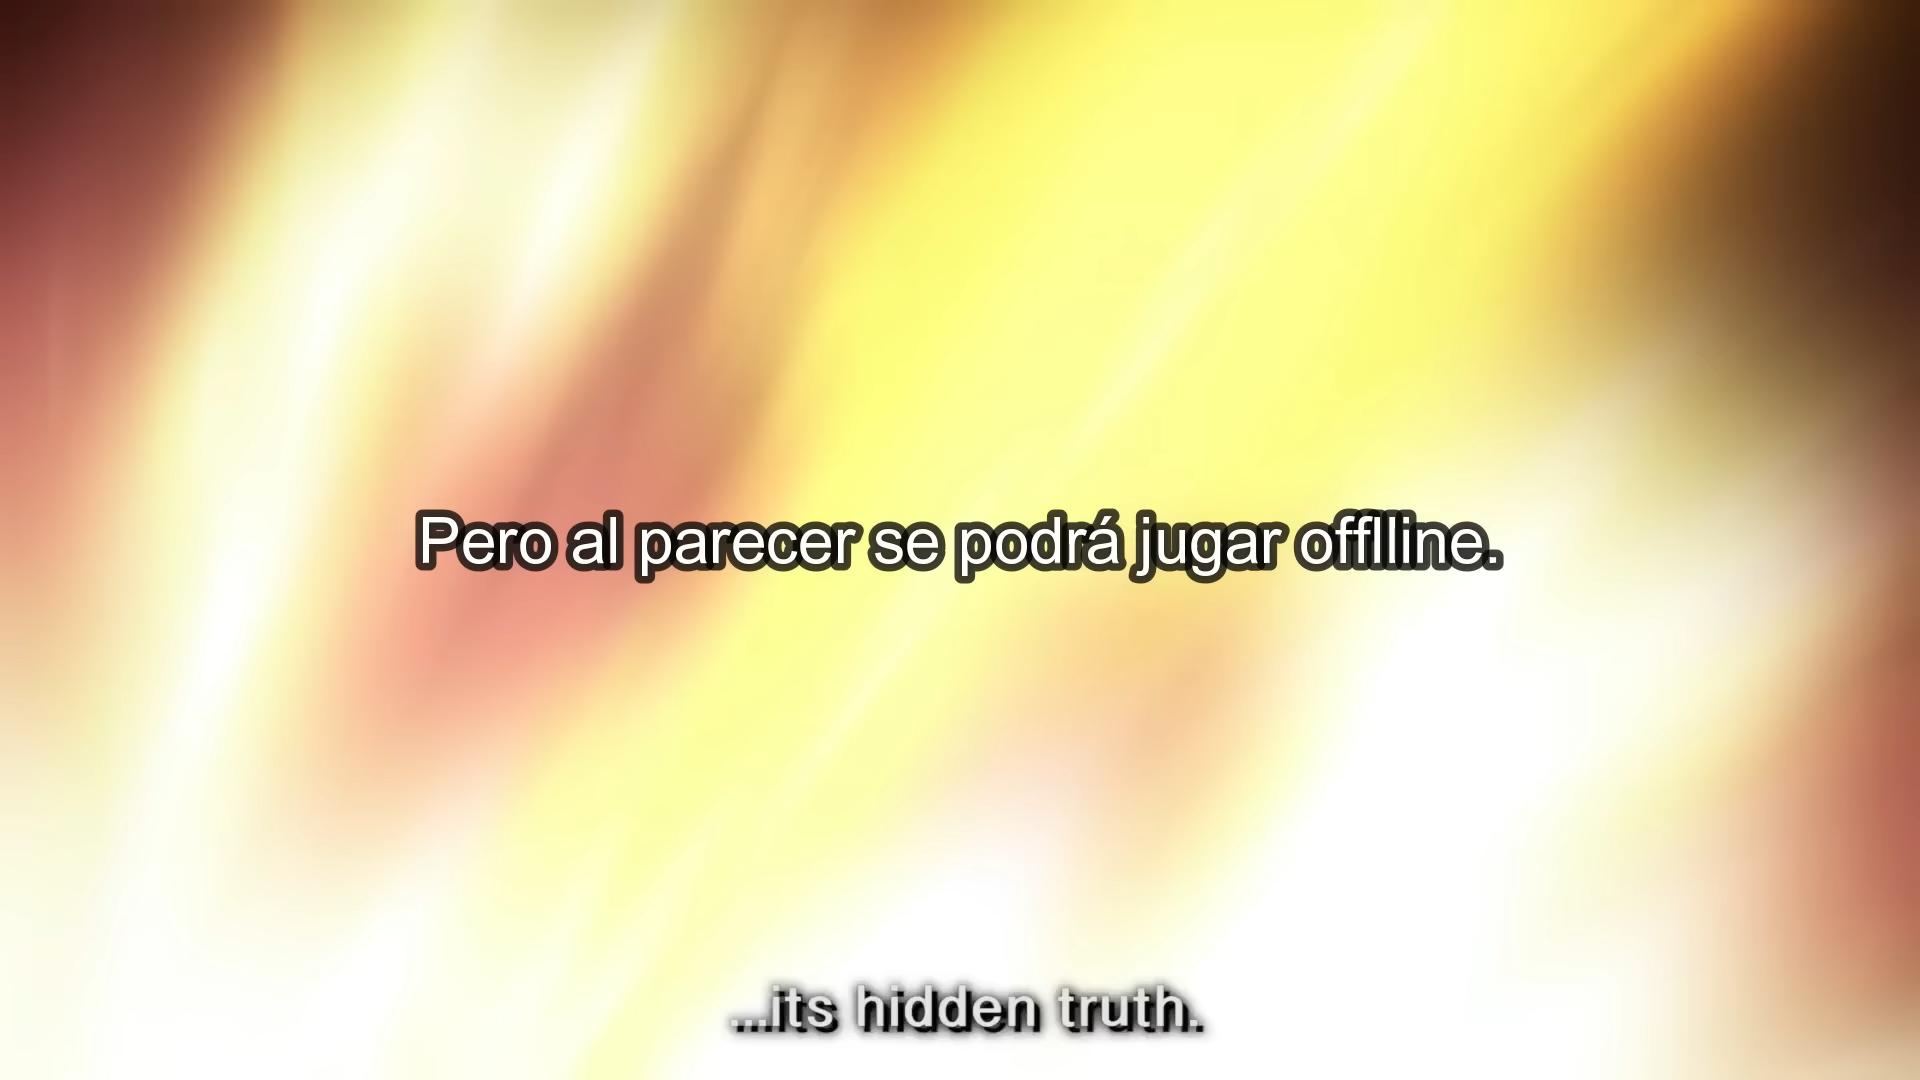 Pero al parecer se podrá jugar offlline.
...its hidden truth.